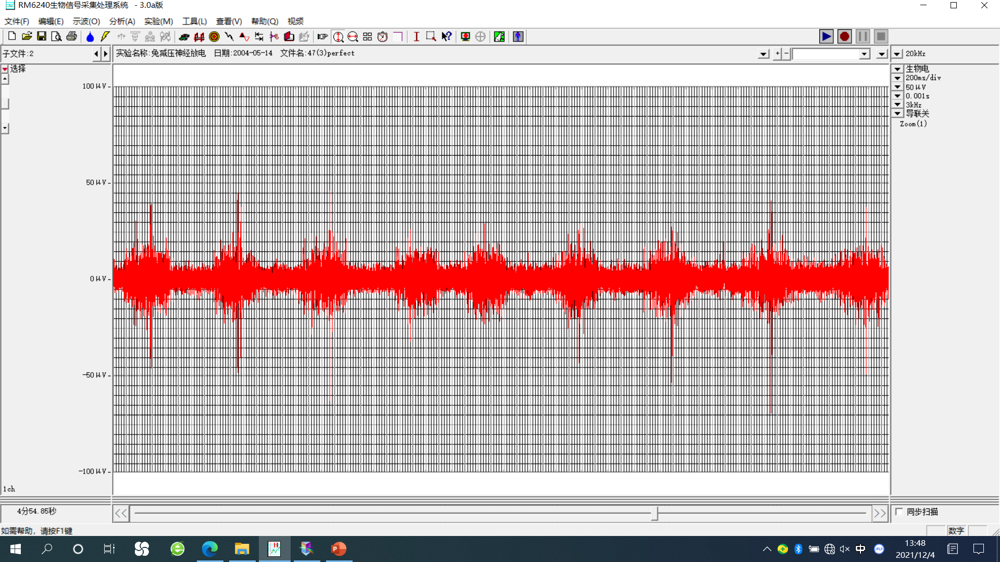 RM6240生物信号采集处理系统 - 3.0a版
文件(F) 编辑(E) 示波(O) 分析(A) 实验(M) 工具(L) 查看(V) 帮助(Q) 视频
子文件:2
实验名称:兔减压神经放电 日期:2004-05-14 文件名:47(3)perfect
20kHz
选择
生物电
200ms/div
50μV
0.001s
3kHz
导联关
Zoom(1)
100μV
50μV
0μV
-50μV
-100μV
1ch
4分54.85秒
同步扫描
如需帮助，请按F1键
数字
中
iFLY
13:48
2021/12/4